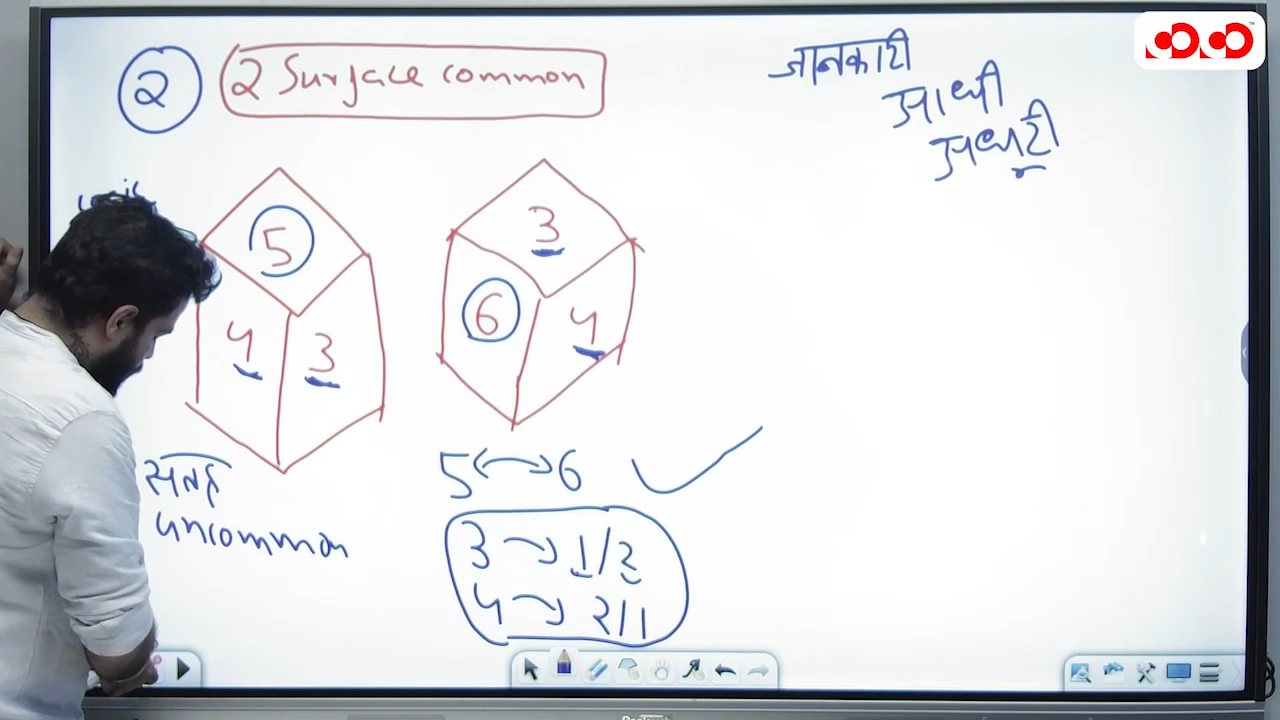 2
2 Surface common
जानकारी
आधी
अधूरी
5
4 3
3
6 4
सतह
uncommon
5 ↔ 6 ✓
3 → 1/2
4 → 2/1